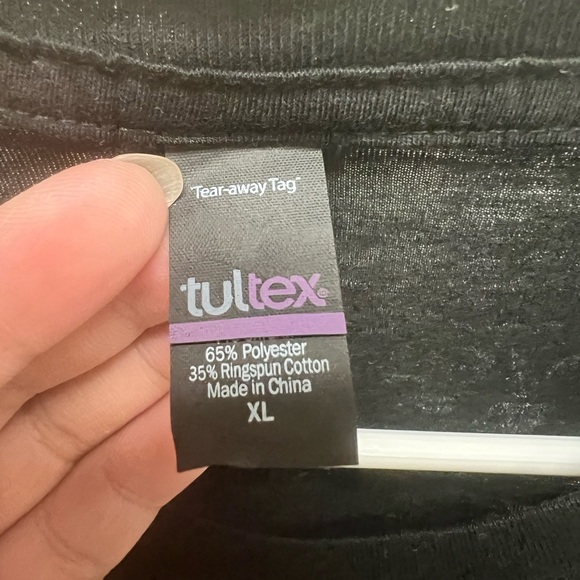 "Tear-away Tag"
tultex®
65% Polyester
35% Ringspun Cotton
Made in China
XL